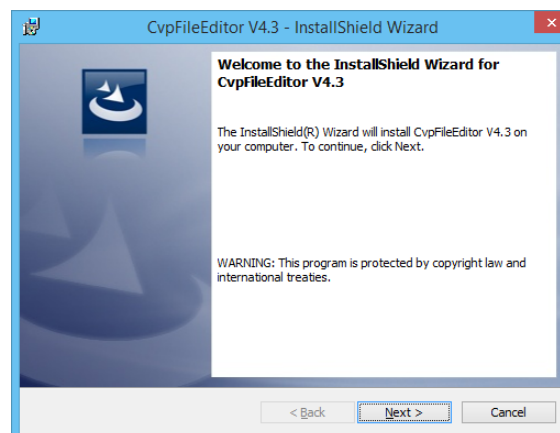 CvpFileEditor V4.3 - InstallShield Wizard
Welcome to the InstallShield Wizard for
CvpFileEditor V4.3
The InstallShield(R) Wizard will install CvpFileEditor V4.3 on
your computer. To continue, click Next.
WARNING: This program is protected by copyright law and
international treaties.
< Back Next > Cancel